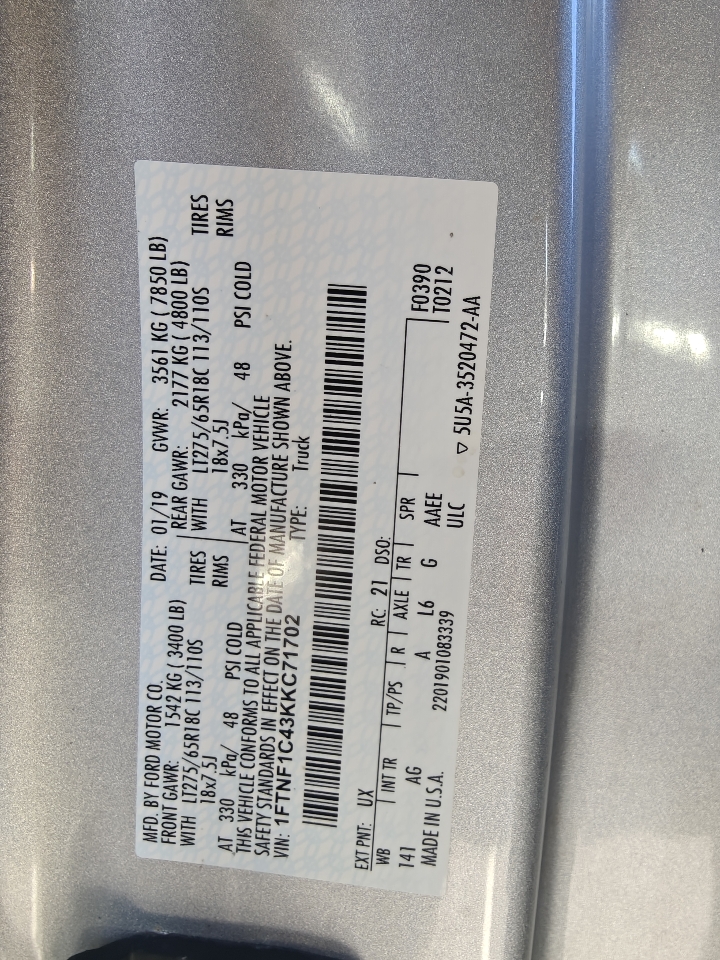 MFD. BY FORD MOTOR CO. DATE: 01/19 GVWR: 3561 KG ( 7850 LB)
FRONT GAWR: 1542 KG ( 3400 LB) REAR GAWR: 2177 KG ( 4800 LB)
WITH LT275/65R18C 113/110S TIRES WITH LT275/65R18C 113/110S TIRES
18x7.5J RIMS 18x7.5J RIMS
AT 330 kPa/ 48 PSI COLD AT 330 kPa/ 48 PSI COLD
THIS VEHICLE CONFORMS TO ALL APPLICABLE FEDERAL MOTOR VEHICLE
SAFETY STANDARDS IN EFFECT ON THE DATE OF MANUFACTURE SHOWN ABOVE.
VIN: 1FTNF1C43KKC71702 TYPE: Truck
EXT PNT: UX RC: 21 DSO:
WB INT TR TP/PS R AXLE TR SPR F0390
141 AG A L6 G AAEE T0212
MADE IN U.S.A. 2201901083339 ULC ▽ 5U5A-3520472-AA